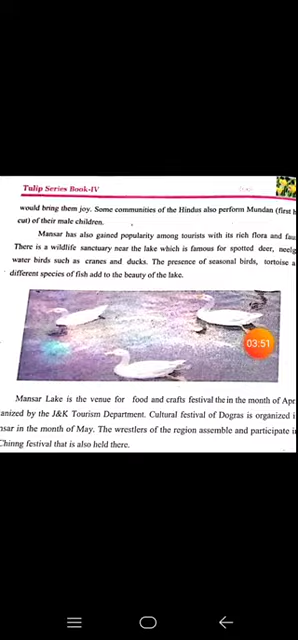 Tulip Series Book-IV
would bring them joy. Some communities of the Hindus also perform Mundan (first
cut) of their male children.
Mansar has also gained popularity among tourists with its rich flora and
There is a wildlife sanctuary near the lake which is famous for spotted deer,
water birds such as cranes and ducks. The presence of seasonal birds, tortoise
different species of fish add to the beauty of the lake.
03:51
Mansar Lake is the venue for food and crafts festival the in the month of Apr
anized by the J&K Tourism Department. Cultural festival of Dogras is organized i
nsar in the month of May. The wrestlers of the region assemble and participate i
Chinng festival that is also held there.